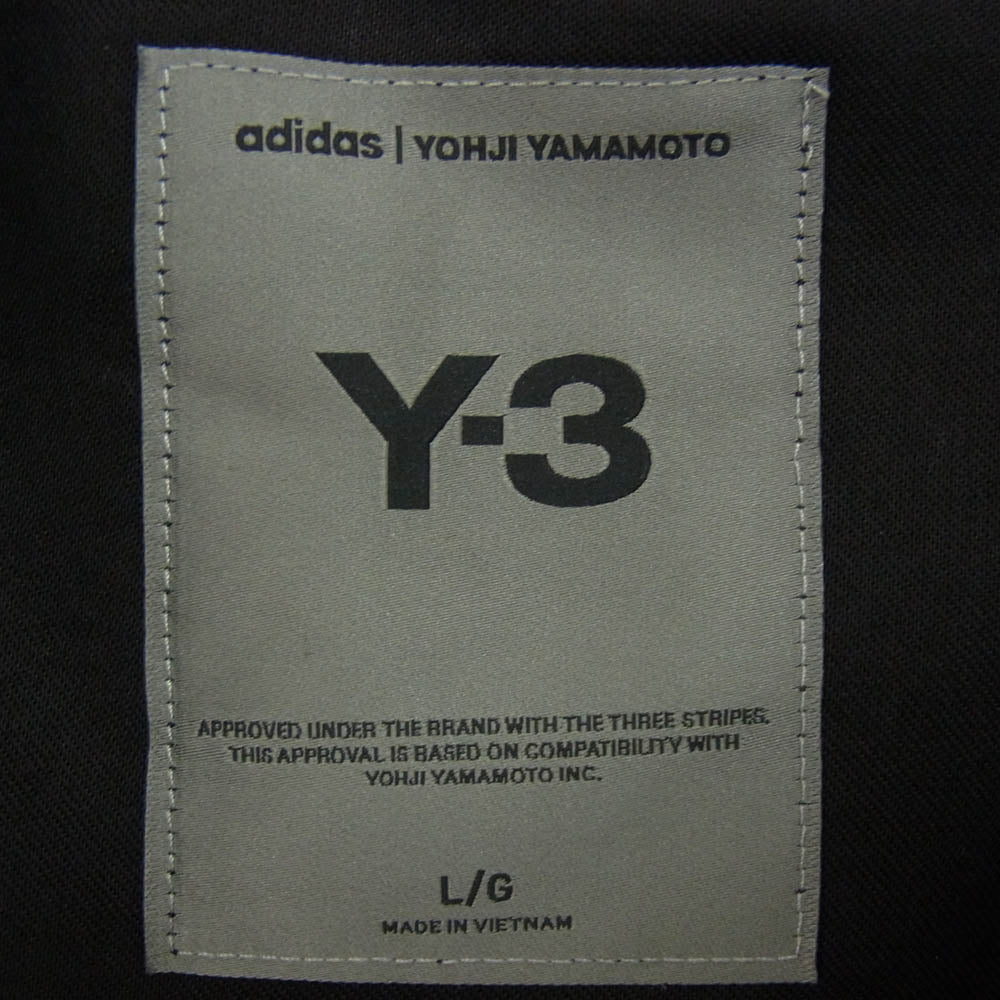 adidas | YOHJI YAMAMOTO
Y-3
APPROVED UNDER THE BRAND WITH THE THREE STRIPES.
THIS APPROVAL IS BASED ON COMPATIBILITY WITH
YOHJI YAMAMOTO INC.
L/G
MADE IN VIETNAM